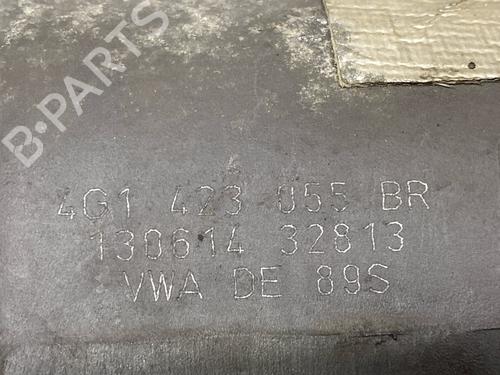 B-PARTS
4G1 423 055 BR
130614 32813
VWA DE 89S